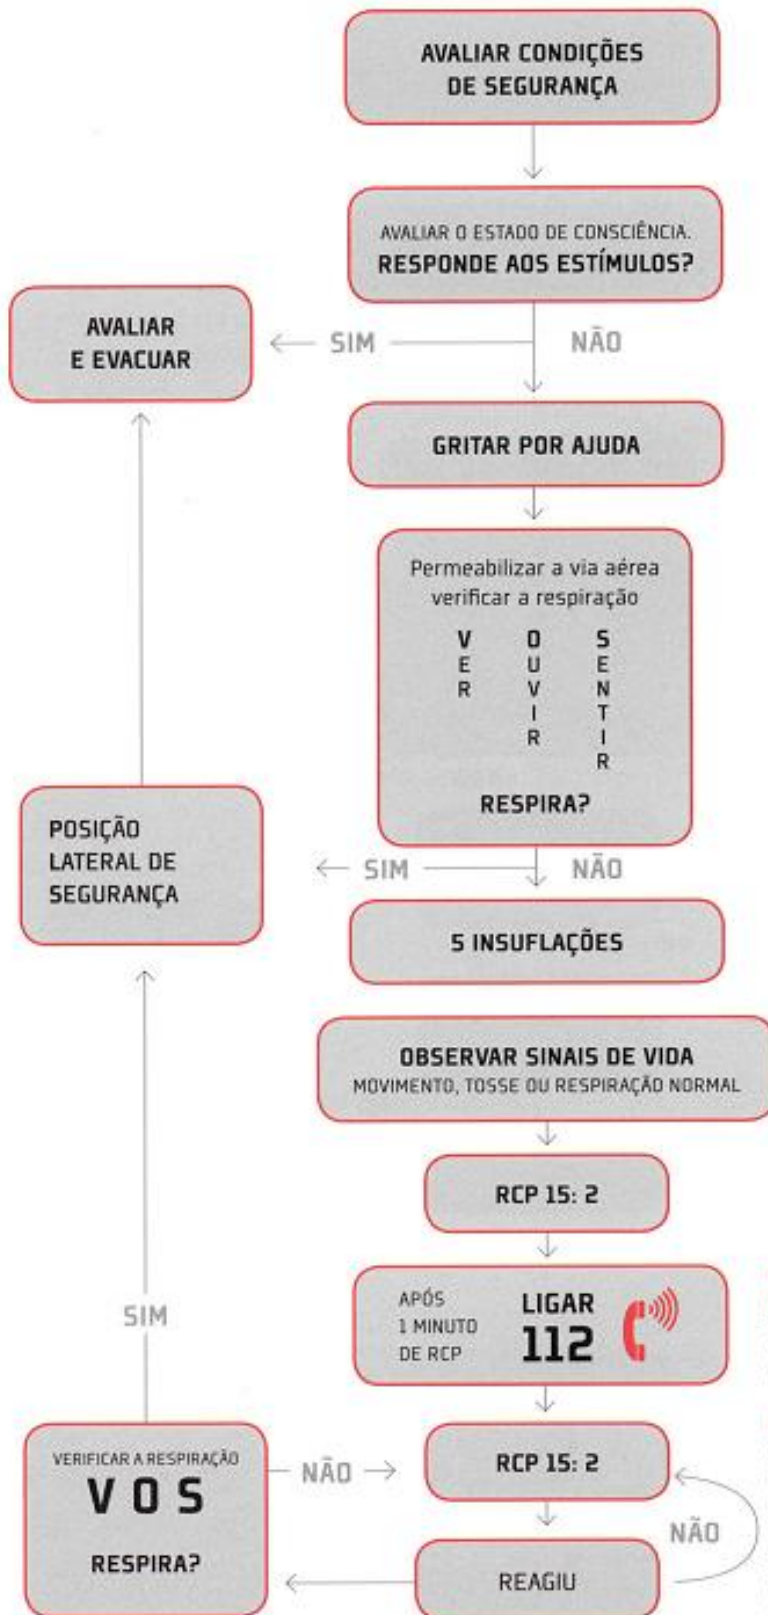 AVALIAR CONDIÇÕES
DE SEGURANÇA
AVALIAR O ESTADO DE CONSCIÊNCIA.
RESPONDE AOS ESTÍMULOS?
AVALIAR
E EVACUAR
SIM
NÃO
GRITAR POR AJUDA
Permeabilizar a via aérea
verificar a respiração
VER
OUVIR
SENTIR
RESPIRA?
POSIÇÃO
LATERAL DE
SEGURANÇA
SIM
NÃO
5 INSUFLAÇÕES
OBSERVAR SINAIS DE VIDA
MOVIMENTO, TOSSE OU RESPIRAÇÃO NORMAL
RCP 15: 2
APÓS
1 MINUTO
DE RCP
LIGAR
112
SIM
VERIFICAR A RESPIRAÇÃO
V O S
RESPIRA?
NÃO
RCP 15: 2
NÃO
REAGIU